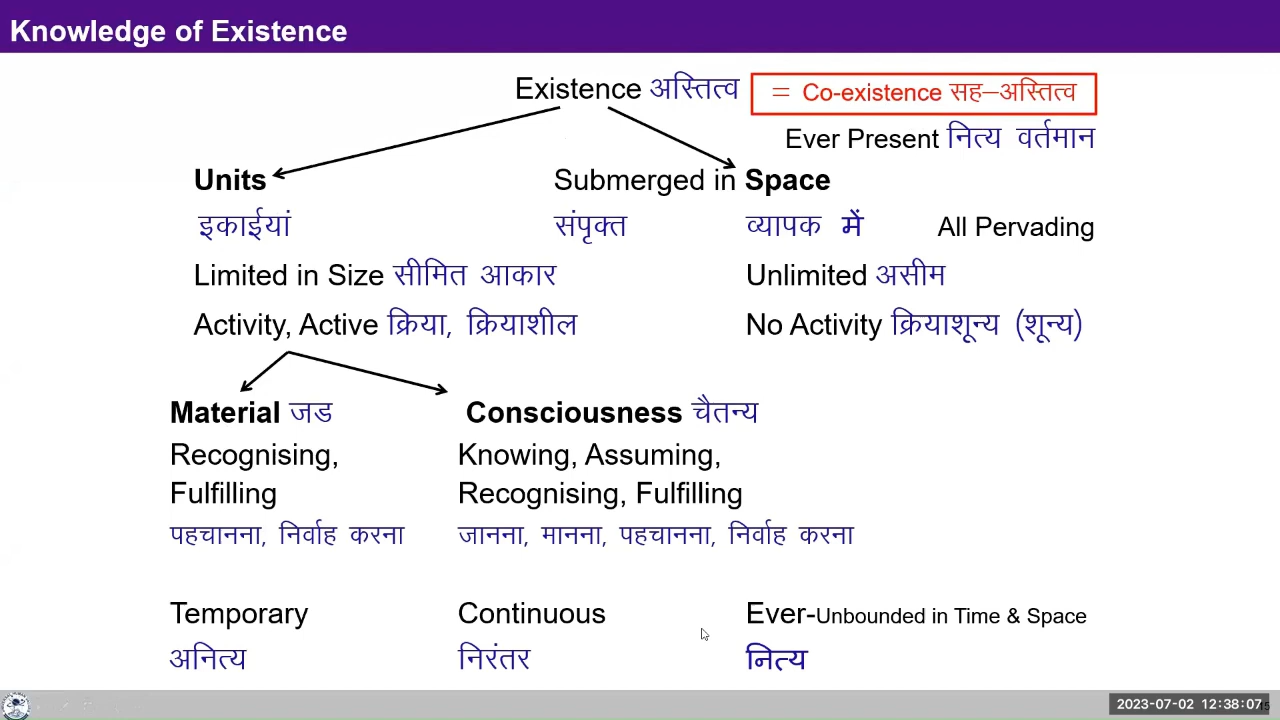 Knowledge of Existence
Existence अस्तित्व = Co-existence सह–अस्तित्व
Ever Present नित्य वर्तमान
Units Submerged in Space
इकाईयां संपृक्त व्यापक में All Pervading
Limited in Size सीमित आकार Unlimited असीम
Activity, Active क्रिया, क्रियाशील No Activity क्रियाशून्य (शून्य)
Material जड Consciousness चैतन्य
Recognising, Knowing, Assuming,
Fulfilling Recognising, Fulfilling
पहचानना, निर्वाह करना जानना, मानना, पहचानना, निर्वाह करना
Temporary Continuous Ever-Unbounded in Time & Space
अनित्य निरंतर नित्य
2023-07-02 12:38:07